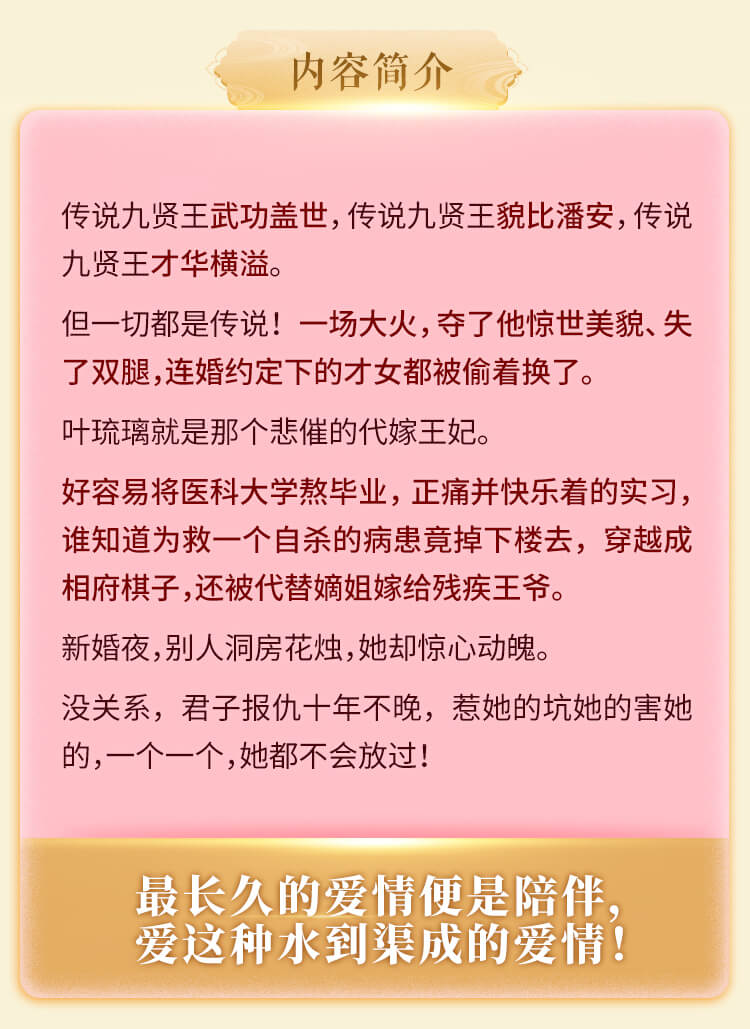 内容简介
传说九贤王武功盖世，传说九贤王貌比潘安，传说
九贤王才华横溢。
但一切都是传说！一场大火，夺了他惊世美貌、失
了双腿，连婚约定下的才女都被偷着换了。
叶琉璃就是那个悲催的代嫁王妃。
好容易将医科大学熬毕业，正痛并快乐着的实习，
谁知道为救一个自杀的病患竟掉下楼去，穿越成
相府棋子，还被代替嫡姐嫁给残疾王爷。
新婚夜，别人洞房花烛，她却惊心动魄。
没关系，君子报仇十年不晚，惹她的坑她的害她
的，一个一个，她都不会放过！
最长久的爱情便是陪伴，
爱这种水到渠成的爱情！